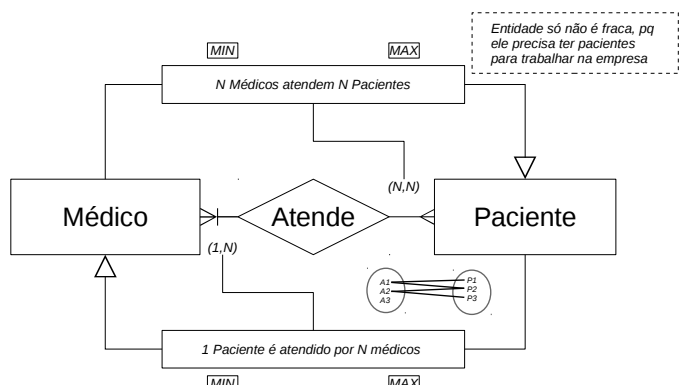 Entidade só não é fraca, pq
ele precisa ter pacientes
para trabalhar na empresa
MIN
MAX
N Médicos atendem N Pacientes
(N,N)
Médico
Atende
Paciente
(1,N)
A1
A2
A3
P1
P2
P3
1 Paciente é atendido por N médicos
MIN
MAX